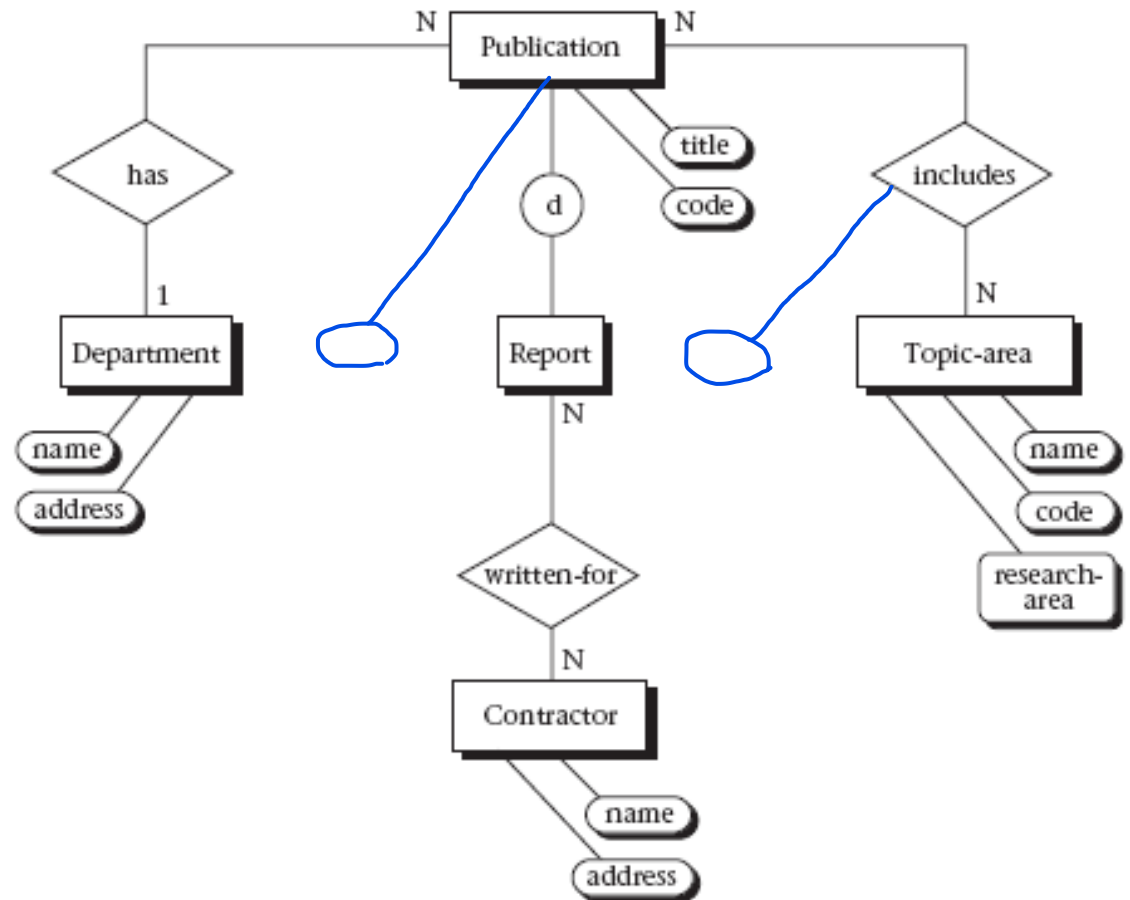 N
Publication
N
title
has
includes
code
d
1
N
Department
Report
Topic-area
N
name
name
address
code
written-for
research-
area
N
Contractor
name
address